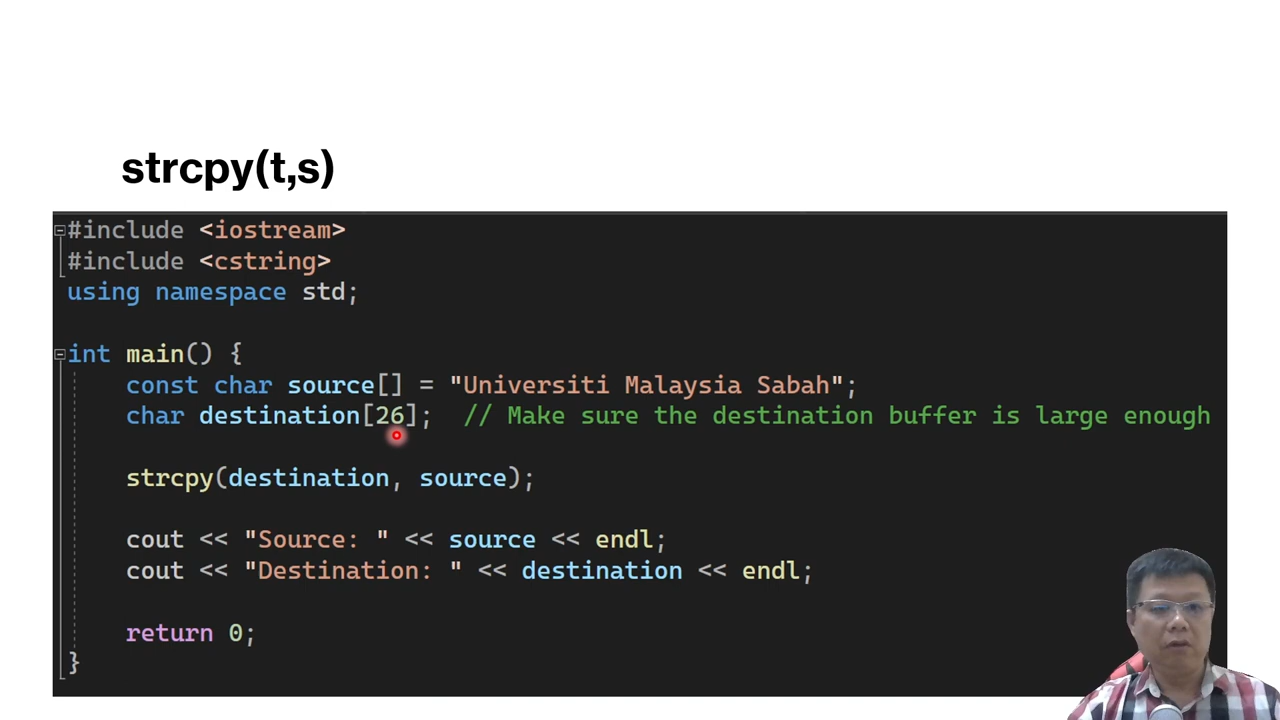 strcpy(t,s)
#include <iostream>
#include <cstring>
using namespace std;
int main() {
const char source[] = "Universiti Malaysia Sabah";
char destination[26]; // Make sure the destination buffer is large enough
strcpy(destination, source);
cout << "Source: " << source << endl;
cout << "Destination: " << destination << endl;
return 0;
}